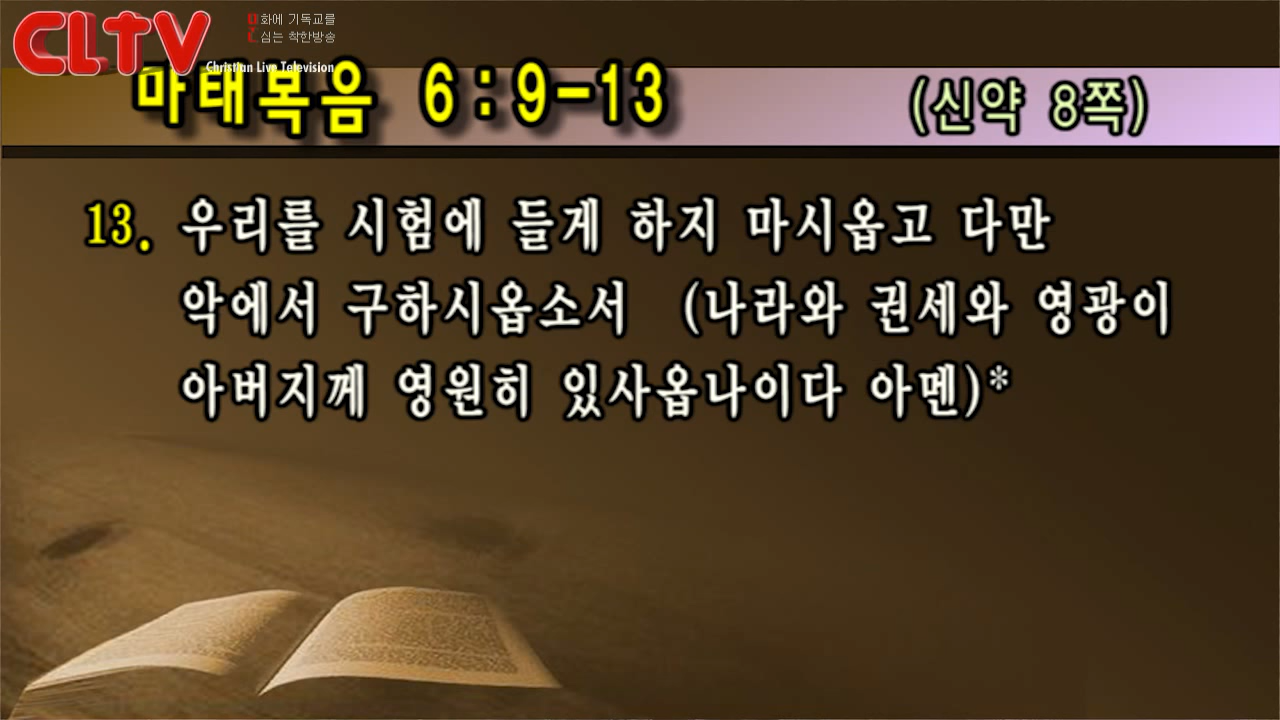 CLTV
문화에 기독교를
심는 착한방송
Christian Live Television
마태복음 6:9-13 (신약 8쪽)
13. 우리를 시험에 들게 하지 마시옵고 다만
악에서 구하시옵소서 (나라와 권세와 영광이
아버지께 영원히 있사옵나이다 아멘)*